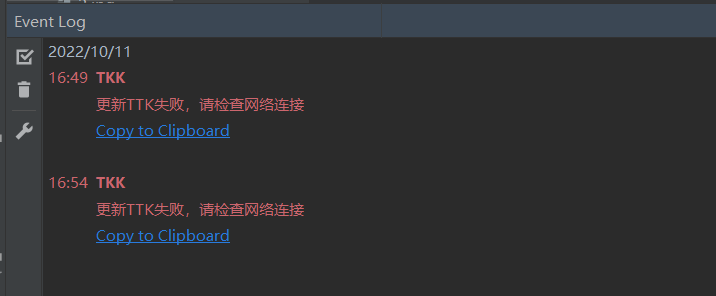 Event Log
2022/10/11
16:49 TKK
更新TTK失败，请检查网络连接
Copy to Clipboard
16:54 TKK
更新TTK失败，请检查网络连接
Copy to Clipboard